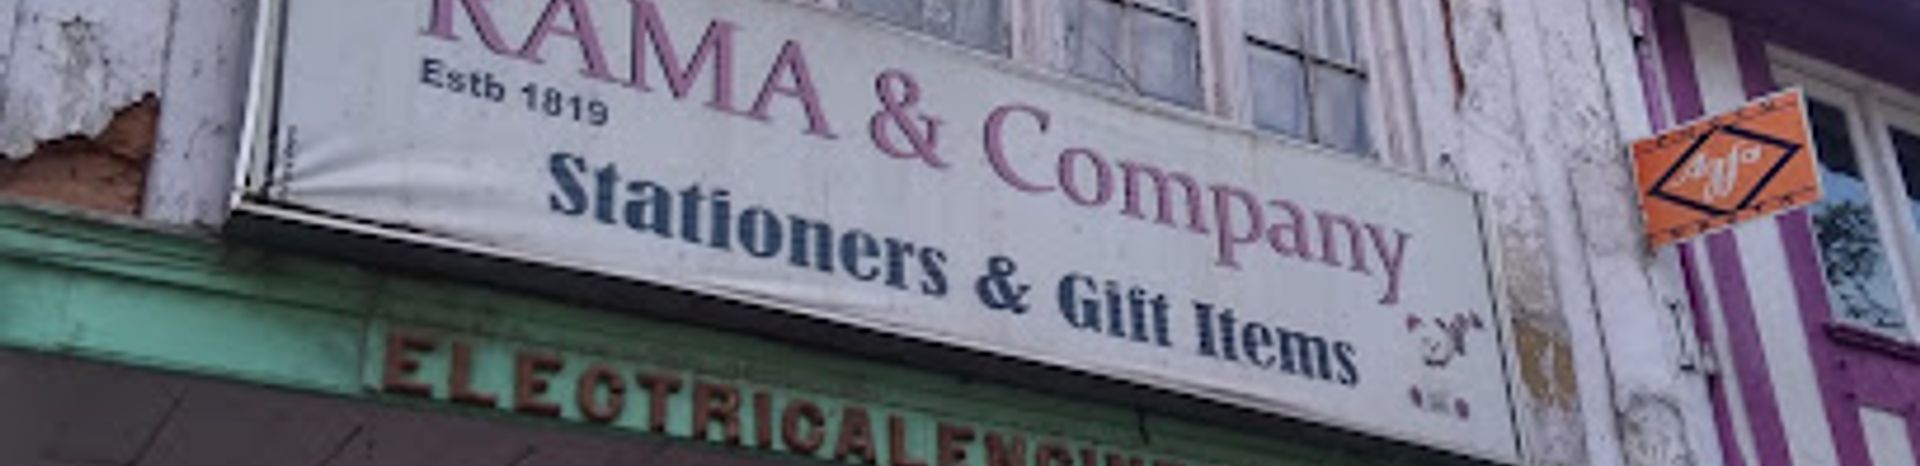 RAMA & Company
Estb 1819
Stationers & Gift Items
ELECTRICAL